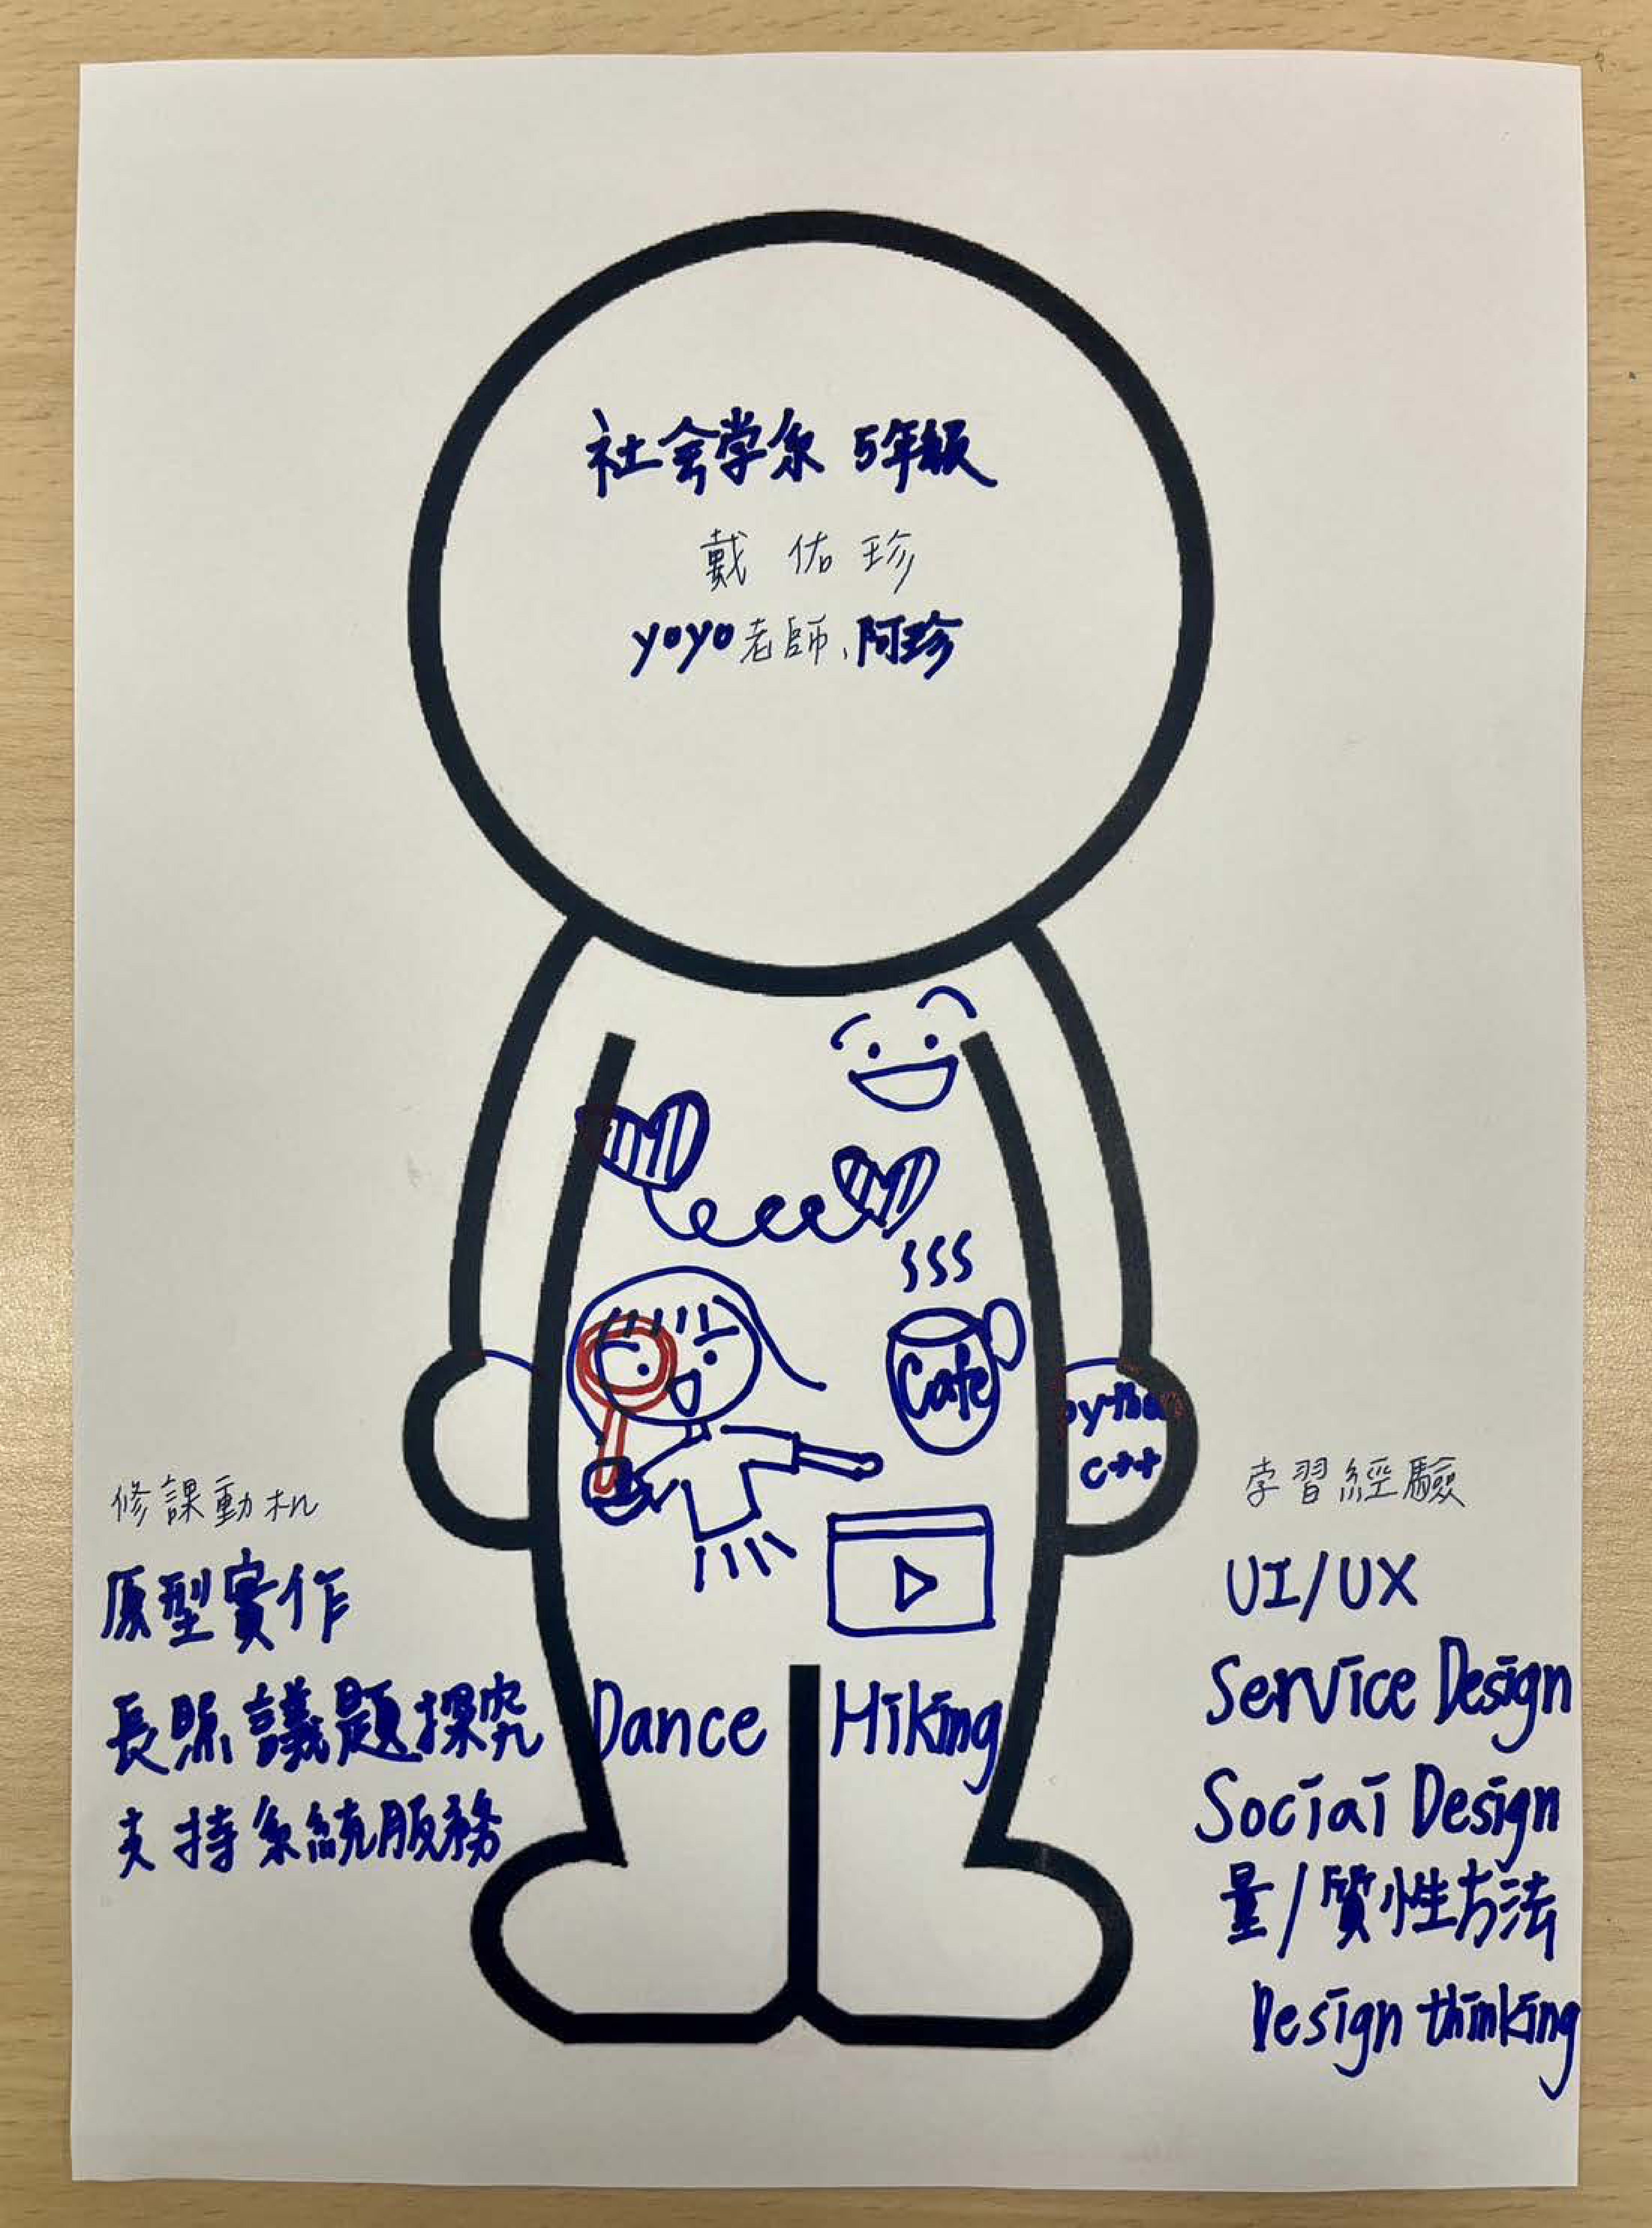 社会学系 5年級
戴佑珍
yoyo老師、阿珍
Cafe
python
c++
修課動机
原型實作
長照議題探究
支持系統服務
Dance
Hiking
学習經驗
UI/UX
Service Design
Social Design
量/質性方法
Design thinking